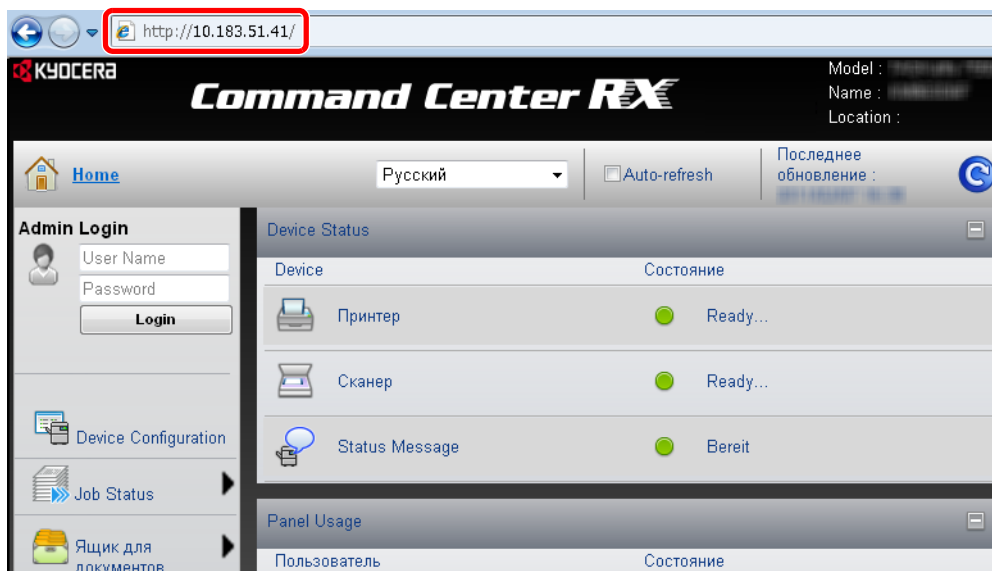 http://10.183.51.41/
KYOCERA
Command Center RX
Model :
Name :
Location :
Home
Русский
Auto-refresh
Последнее
обновление :
Admin Login
User Name
Password
Login
Device Configuration
Job Status
Ящик для
документов
Device Status
Device Состояние
Принтер Ready...
Сканер Ready...
Status Message Bereit
Panel Usage
Пользователь Состояние